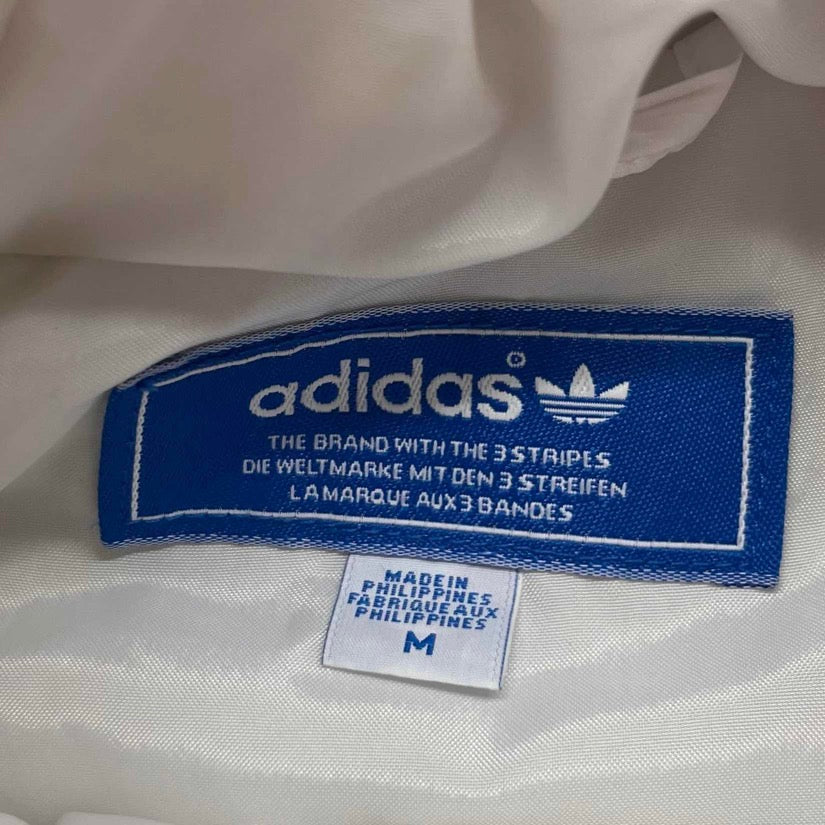 adidas
THE BRAND WITH THE 3 STRIPES
DIE WELTMARKE MIT DEN 3 STREIFEN
LA MARQUE AUX 3 BANDES
MADE IN
PHILIPPINES
FABRIQUE AUX
PHILIPPINES
M